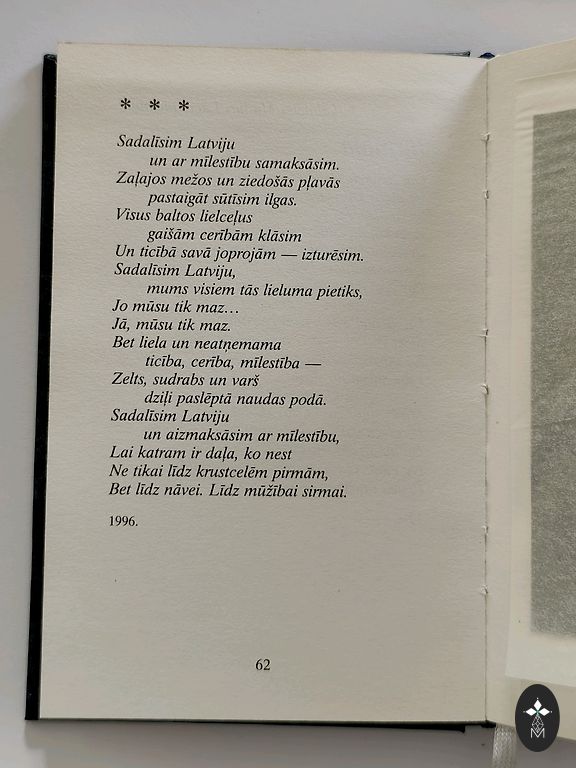 * * *
Sadalīsim Latviju
un ar mīlestību samaksāsim.
Zaļajos mežos un ziedošās pļavās
pastaigāt sūtīsim ilgas.
Visus baltos lielceļus
gaišām cerībām klāsim
Un ticībā savā joprojām — izturēsim.
Sadalīsim Latviju,
mums visiem tās lieluma pietiks,
Jo mūsu tik maz...
Jā, mūsu tik maz.
Bet liela un neatņemama
ticība, cerība, mīlestība —
Zelts, sudrabs un varš
dziļi paslēptā naudas podā.
Sadalīsim Latviju
un aizmaksāsim ar mīlestību,
Lai katram ir daļa, ko nest
Ne tikai līdz krustcelēm pirmām,
Bet līdz nāvei. Līdz mūžībai sirmai.
1996.
62
M